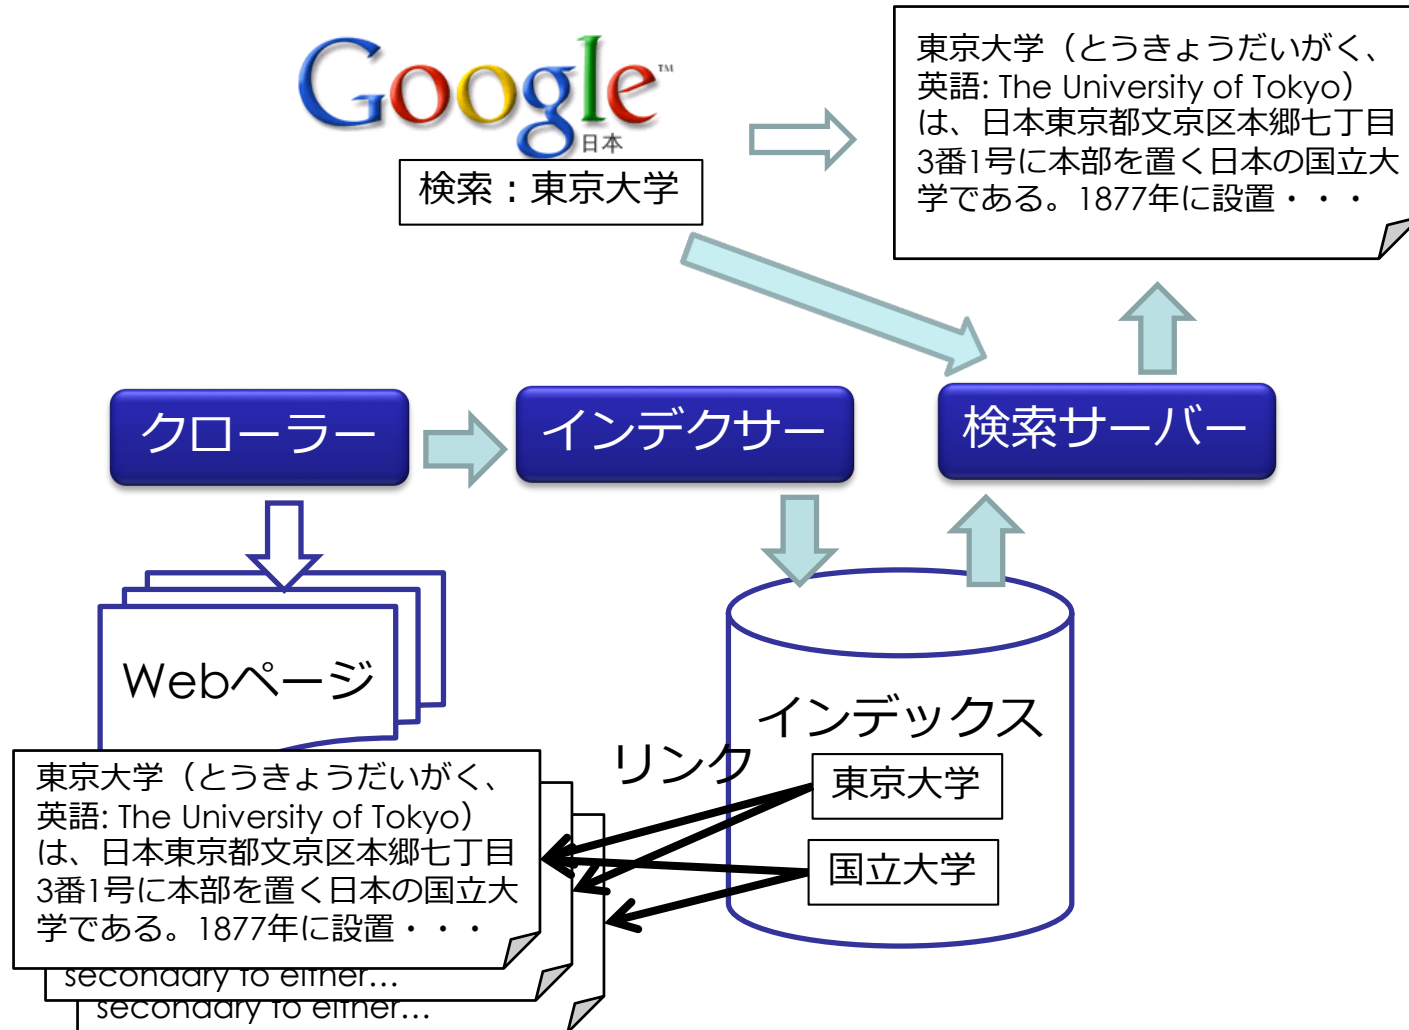 Google™
日本
検索：東京大学
東京大学（とうきょうだいがく、
英語: The University of Tokyo）
は、日本東京都文京区本郷七丁目
3番1号に本部を置く日本の国立大
学である。1877年に設置・・・
クローラー
インデクサー
検索サーバー
Webページ
インデックス
リンク
東京大学
国立大学
東京大学（とうきょうだいがく、
英語: The University of Tokyo）
は、日本東京都文京区本郷七丁目
3番1号に本部を置く日本の国立大
学である。1877年に設置・・・
secondary to either...
secondary to either...